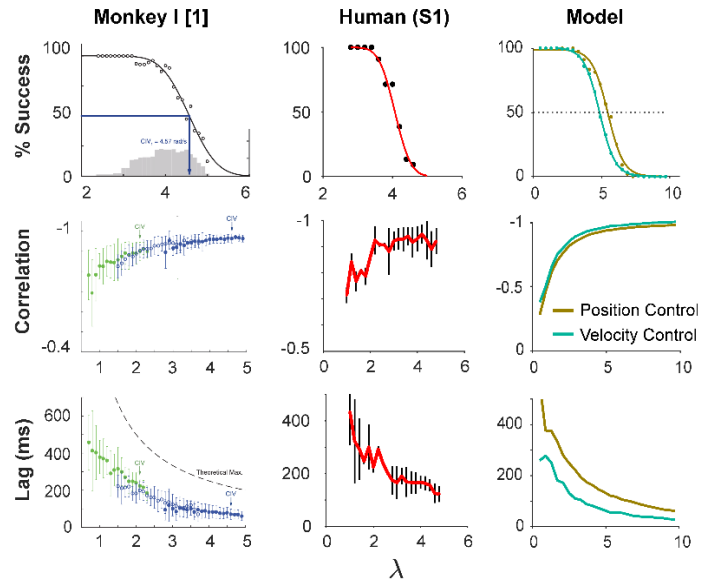 Monkey I [1] Human (S1) Model
% Success
100
50
0
CIV, = 4.57 rad/s
2 4 6
100
50
0
2 4 6
100
50
0
0 5 10
Correlation
-1
-0.4
CIV
CIV
1 2 3 4 5
-1
-0.5
0 2 4 6
-1
-.5
0
Position Control
Velocity Control
0 5 10
Lag (ms)
600
400
200
0
CIV
Theoretical Max.
CIV
1 2 3 4 5
400
200
0
0 2 4 6
400
200
0
0 5 10
λ